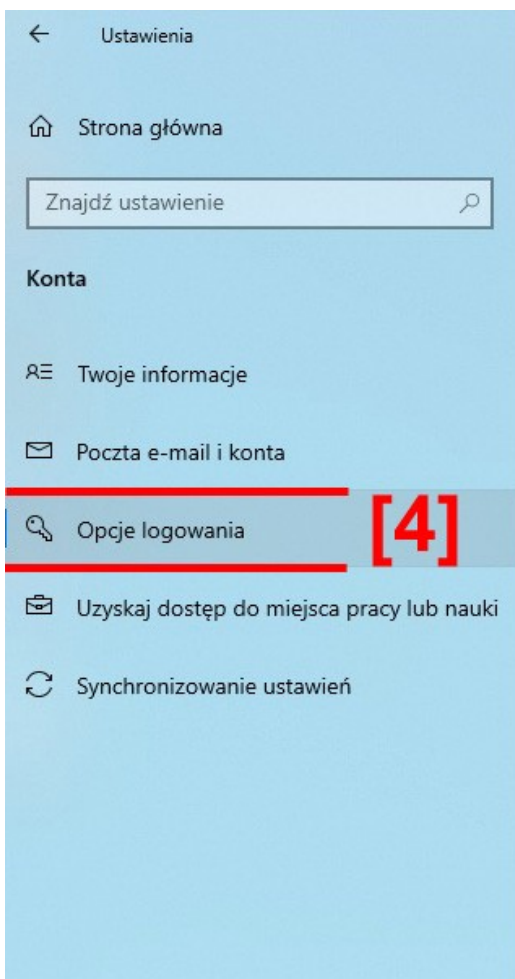 Ustawienia
Strona główna
Znajdź ustawienie
Konta
Twoje informacje
Poczta e-mail i konta
Opcje logowania [4]
Uzyskaj dostęp do miejsca pracy lub nauki
Synchronizowanie ustawień